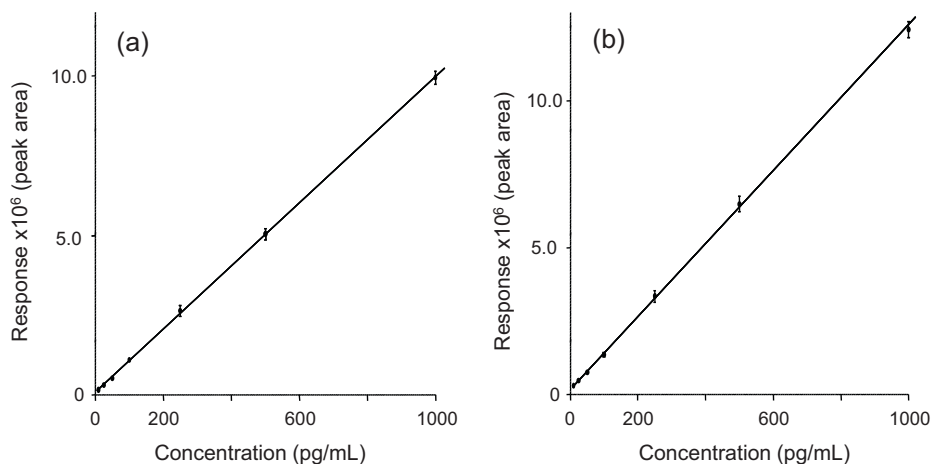 (a)
Response x10⁶ (peak area)
10.0
5.0
0
0 200 600 1000
Concentration (pg/mL)
(b)
Response x10⁶ (peak area)
10.0
5.0
0
0 200 600 1000
Concentration (pg/mL)